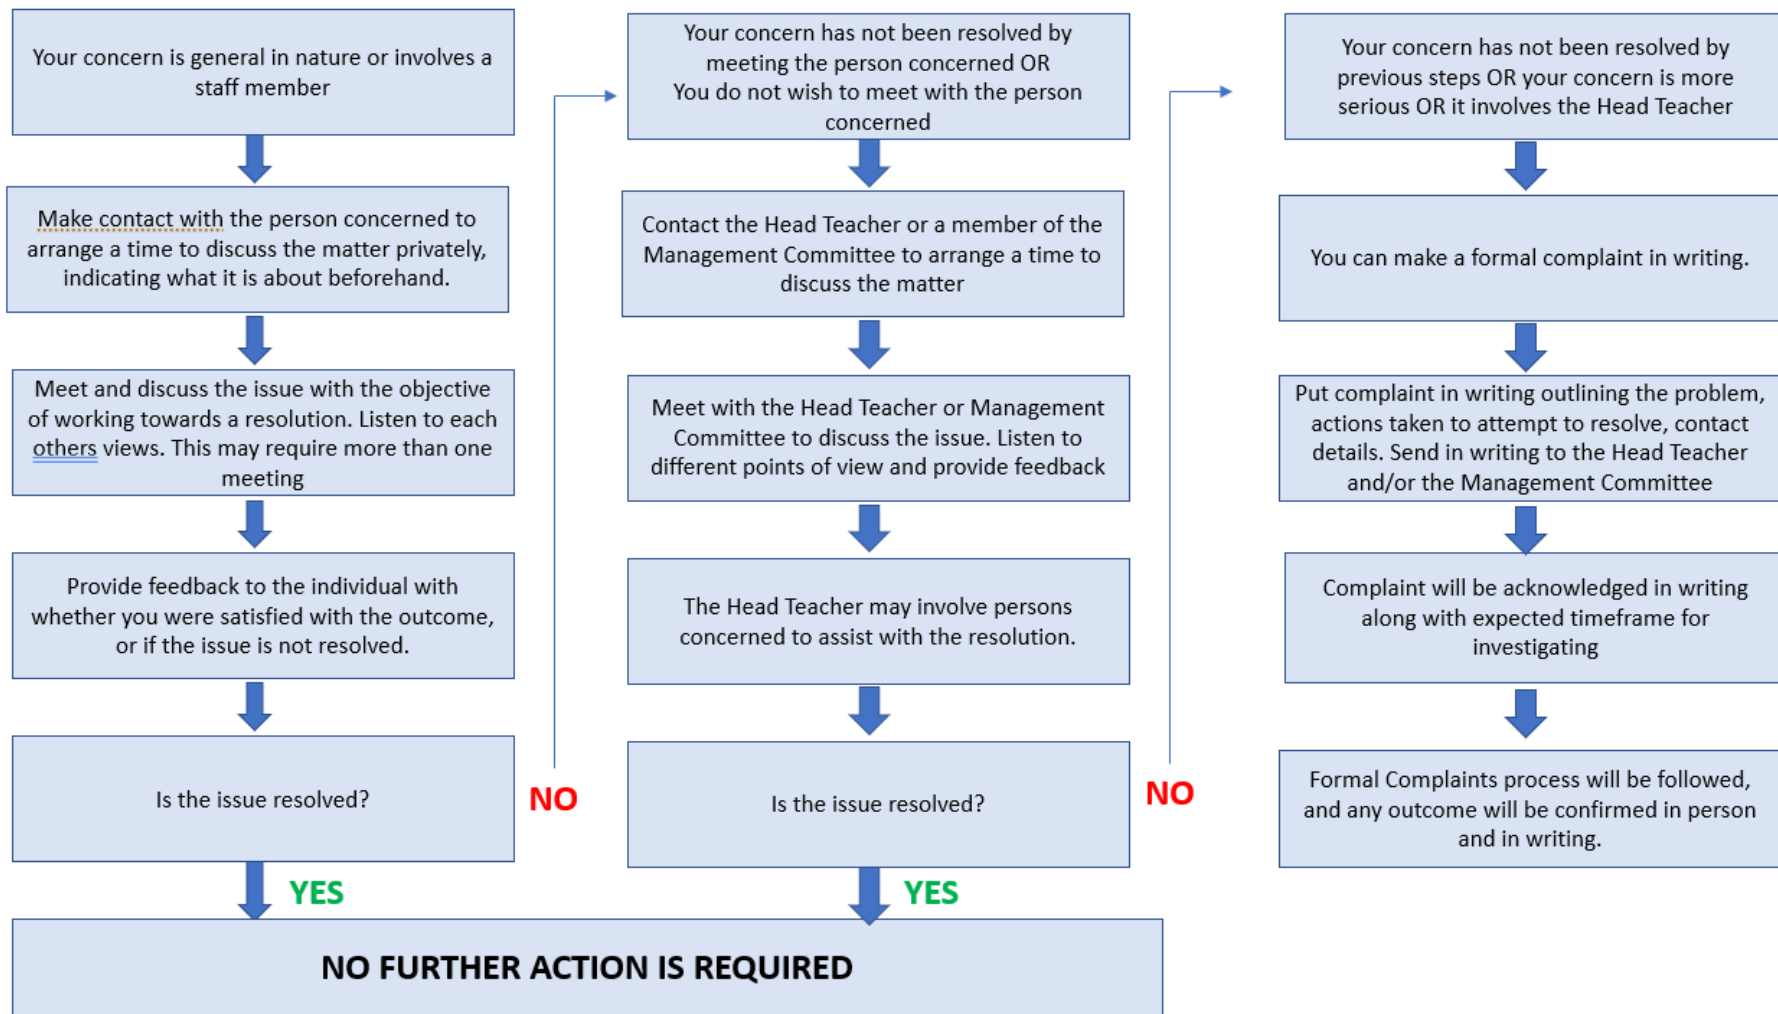 Your concern is general in nature or involves a
staff member
Make contact with the person concerned to
arrange a time to discuss the matter privately,
indicating what it is about beforehand.
Meet and discuss the issue with the objective
of working towards a resolution. Listen to each
others views. This may require more than one
meeting
Provide feedback to the individual with
whether you were satisfied with the outcome,
or if the issue is not resolved.
Is the issue resolved?
NO
YES
Your concern has not been resolved by
meeting the person concerned OR
You do not wish to meet with the person
concerned
Contact the Head Teacher or a member of the
Management Committee to arrange a time to
discuss the matter
Meet with the Head Teacher or Management
Committee to discuss the issue. Listen to
different points of view and provide feedback
The Head Teacher may involve persons
concerned to assist with the resolution.
Is the issue resolved?
NO
YES
Your concern has not been resolved by
previous steps OR your concern is more
serious OR it involves the Head Teacher
You can make a formal complaint in writing.
Put complaint in writing outlining the problem,
actions taken to attempt to resolve, contact
details. Send in writing to the Head Teacher
and/or the Management Committee
Complaint will be acknowledged in writing
along with expected timeframe for
investigating
Formal Complaints process will be followed,
and any outcome will be confirmed in person
and in writing.
NO FURTHER ACTION IS REQUIRED